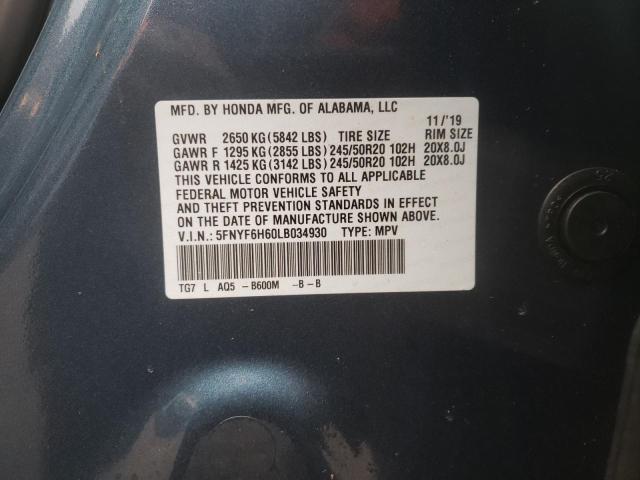 MFD. BY HONDA MFG. OF ALABAMA, LLC
11/'19
GVWR 2650 KG (5842 LBS) TIRE SIZE RIM SIZE
GAWR F 1295 KG (2855 LBS) 245/50R20 102H 20X8.0J
GAWR R 1425 KG (3142 LBS) 245/50R20 102H 20X8.0J
THIS VEHICLE CONFORMS TO ALL APPLICABLE
FEDERAL MOTOR VEHICLE SAFETY
AND THEFT PREVENTION STANDARDS IN EFFECT
ON THE DATE OF MANUFACTURE SHOWN ABOVE.
V.I.N.: 5FNYF6H60LB034930 TYPE: MPV
TG7 L AQ5 -B600M -B-B